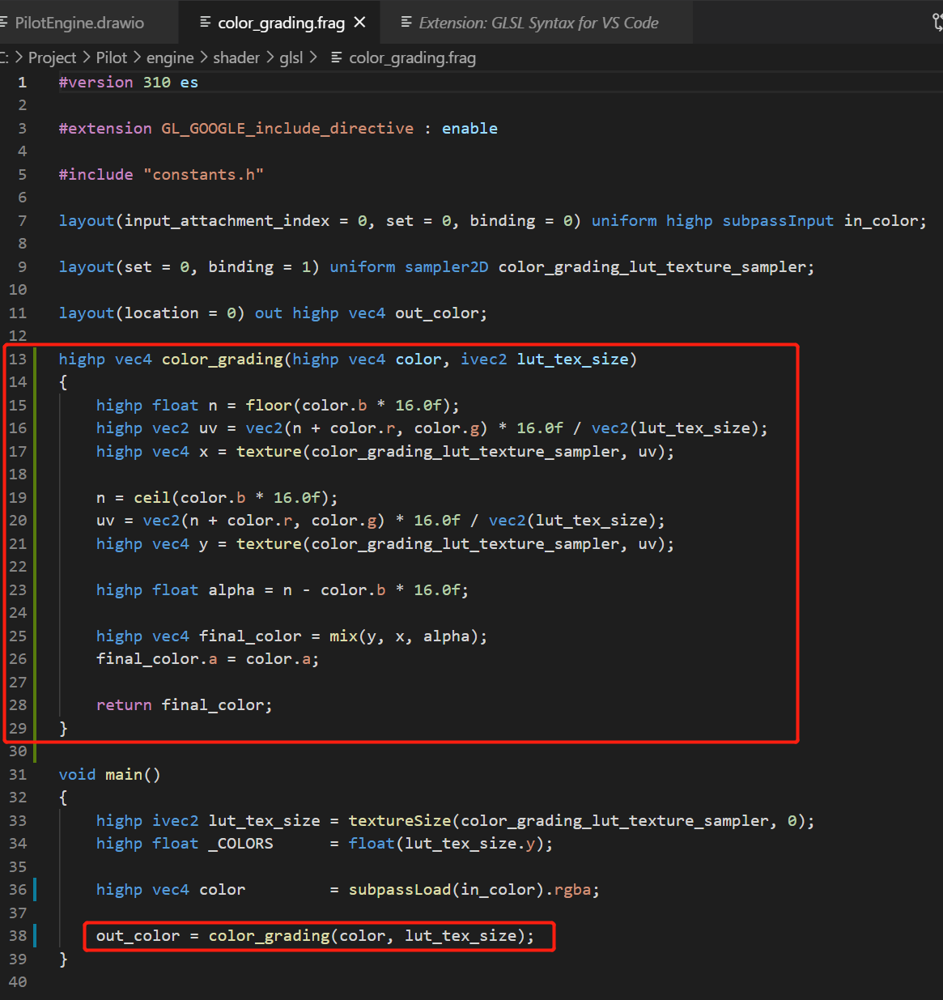 PilotEngine.drawio
color_grading.frag
Extension: GLSL Syntax for VS Code
C: > Project > Pilot > engine > shader > glsl > color_grading.frag
1 #version 310 es
2
3 #extension GL_GOOGLE_include_directive : enable
4
5 #include "constants.h"
6
7 layout(input_attachment_index = 0, set = 0, binding = 0) uniform highp subpassInput in_color;
8
9 layout(set = 0, binding = 1) uniform sampler2D color_grading_lut_texture_sampler;
10
11 layout(location = 0) out highp vec4 out_color;
12
13 highp vec4 color_grading(highp vec4 color, ivec2 lut_tex_size)
14 {
15     highp float n = floor(color.b * 16.0f);
16     highp vec2 uv = vec2(n + color.r, color.g) * 16.0f / vec2(lut_tex_size);
17     highp vec4 x = texture(color_grading_lut_texture_sampler, uv);
18
19     n = ceil(color.b * 16.0f);
20     uv = vec2(n + color.r, color.g) * 16.0f / vec2(lut_tex_size);
21     highp vec4 y = texture(color_grading_lut_texture_sampler, uv);
22
23     highp float alpha = n - color.b * 16.0f;
24
25     highp vec4 final_color = mix(y, x, alpha);
26     final_color.a = color.a;
27
28     return final_color;
29 }
30
31 void main()
32 {
33     highp ivec2 lut_tex_size = textureSize(color_grading_lut_texture_sampler, 0);
34     highp float _COLORS      = float(lut_tex_size.y);
35
36     highp vec4 color         = subpassLoad(in_color).rgba;
37
38     out_color = color_grading(color, lut_tex_size);
39 }
40